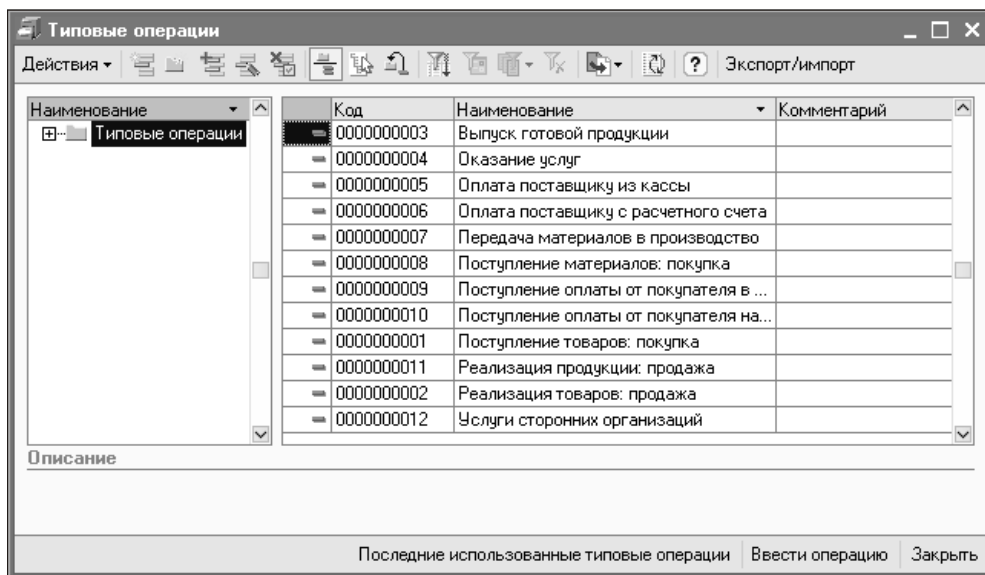 Типовые операции
Действия Экспорт/импорт
Наименование
Типовые операции
Код Наименование Комментарий
0000000003 Выпуск готовой продукции
0000000004 Оказание услуг
0000000005 Оплата поставщику из кассы
0000000006 Оплата поставщику с расчетного счета
0000000007 Передача материалов в производство
0000000008 Поступление материалов: покупка
0000000009 Поступление оплаты от покупателя в ...
0000000010 Поступление оплаты от покупателя на...
0000000001 Поступление товаров: покупка
0000000011 Реализация продукции: продажа
0000000002 Реализация товаров: продажа
0000000012 Услуги сторонних организаций
Описание
Последние использованные типовые операции Ввести операцию Закрыть